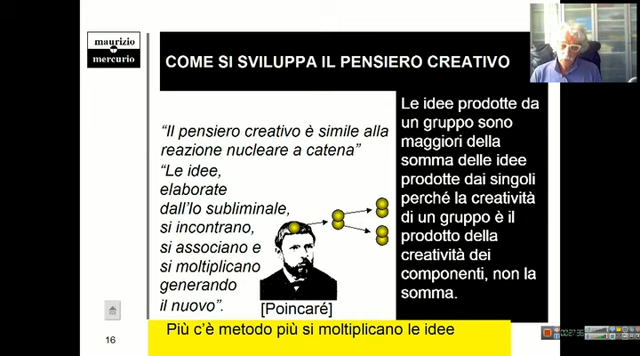 maurizio
mercurio
COME SI SVILUPPA IL PENSIERO CREATIVO
“Il pensiero creativo è simile alla
reazione nucleare a catena”
“Le idee,
elaborate
dall’Io subliminale,
si incontrano,
si associano e
si moltiplicano
generando
il nuovo”.
[Poincaré]
Le idee prodotte da
un gruppo sono
maggiori della
somma delle idee
prodotte dai singoli
perché la creatività
di un gruppo è il
prodotto della
creatività dei
componenti, non la
somma.
Più c’è metodo più si moltiplicano le idee
16